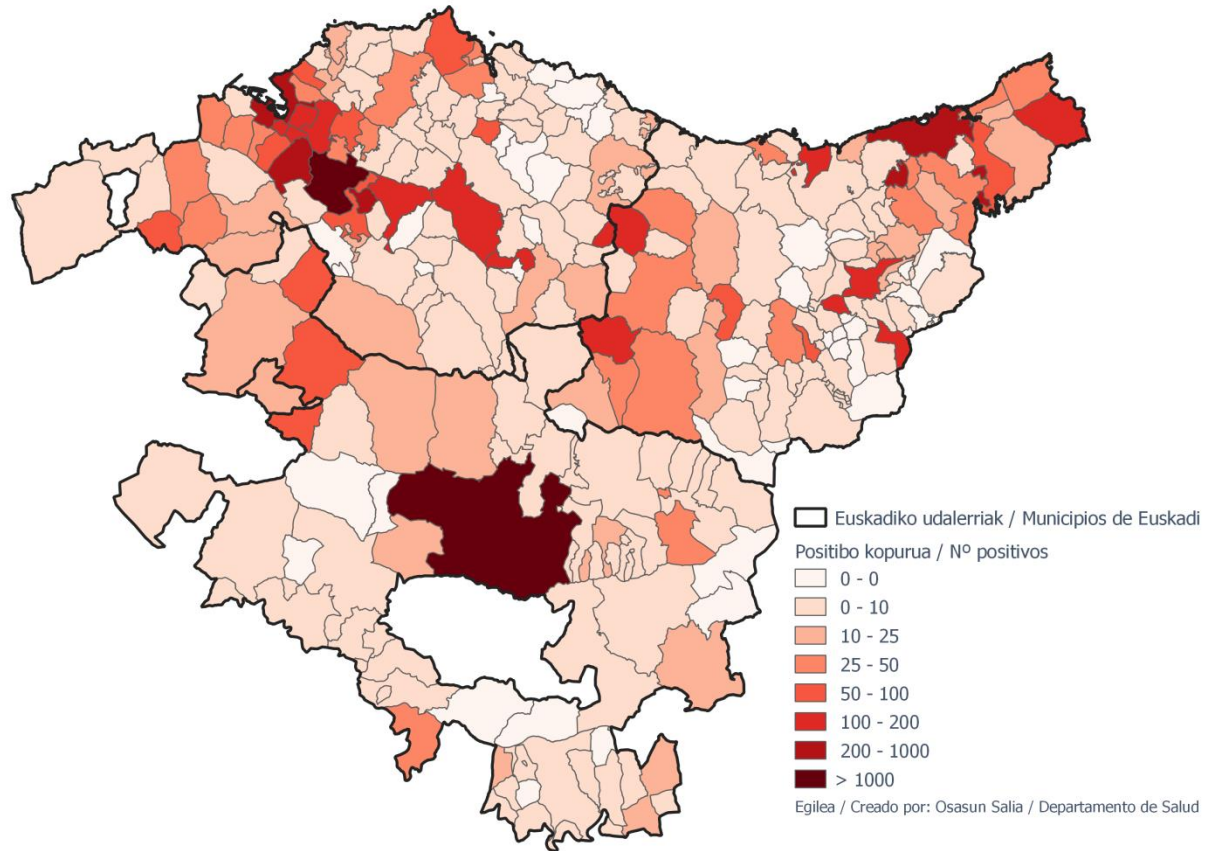 Euskadiko udalerriak / Municipios de Euskadi
Positibo kopurua / Nº positivos
0 - 0
0 - 10
10 - 25
25 - 50
50 - 100
100 - 200
200 - 1000
> 1000
Egilea / Creado por: Osasun Salia / Departamento de Salud